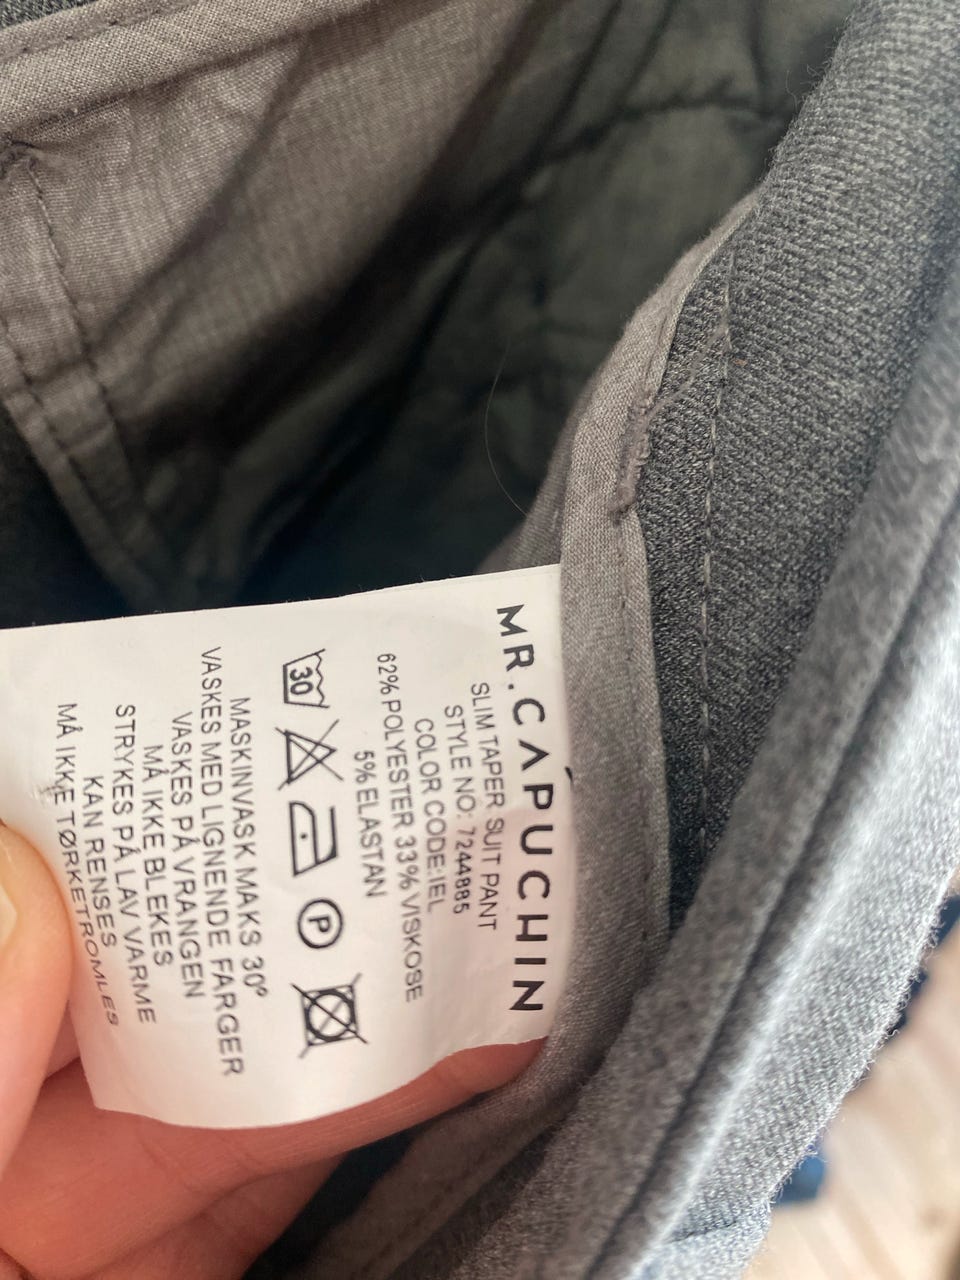 MR.CAPUCHIN
SLIM TAPER SUIT PANT
STYLE NO: 7244885
COLOR CODE:IEL
62% POLYESTER 33% VISKOSE
5% ELASTAN
30
P
MASKINVASK MAKS 30º
VASKES MED LIGNENDE FARGER
VASKES PÅ VRANGEN
MÅ IKKE BLEKES
STRYKES PÅ LAV VARME
KAN RENSES
MÅ IKKE TØRKETROMLES